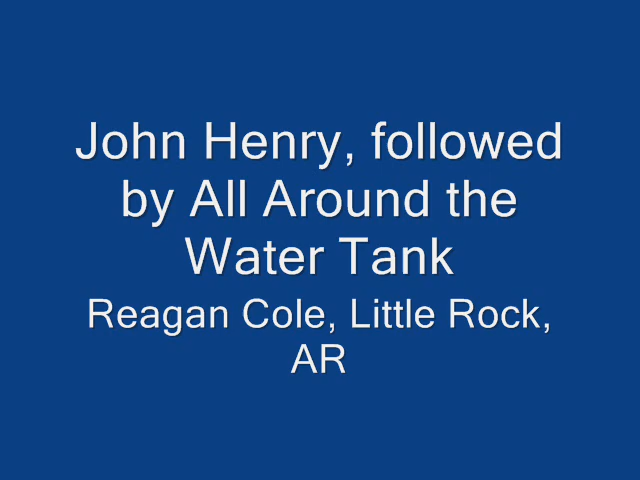 John Henry, followed
by All Around the
Water Tank
Reagan Cole, Little Rock,
AR